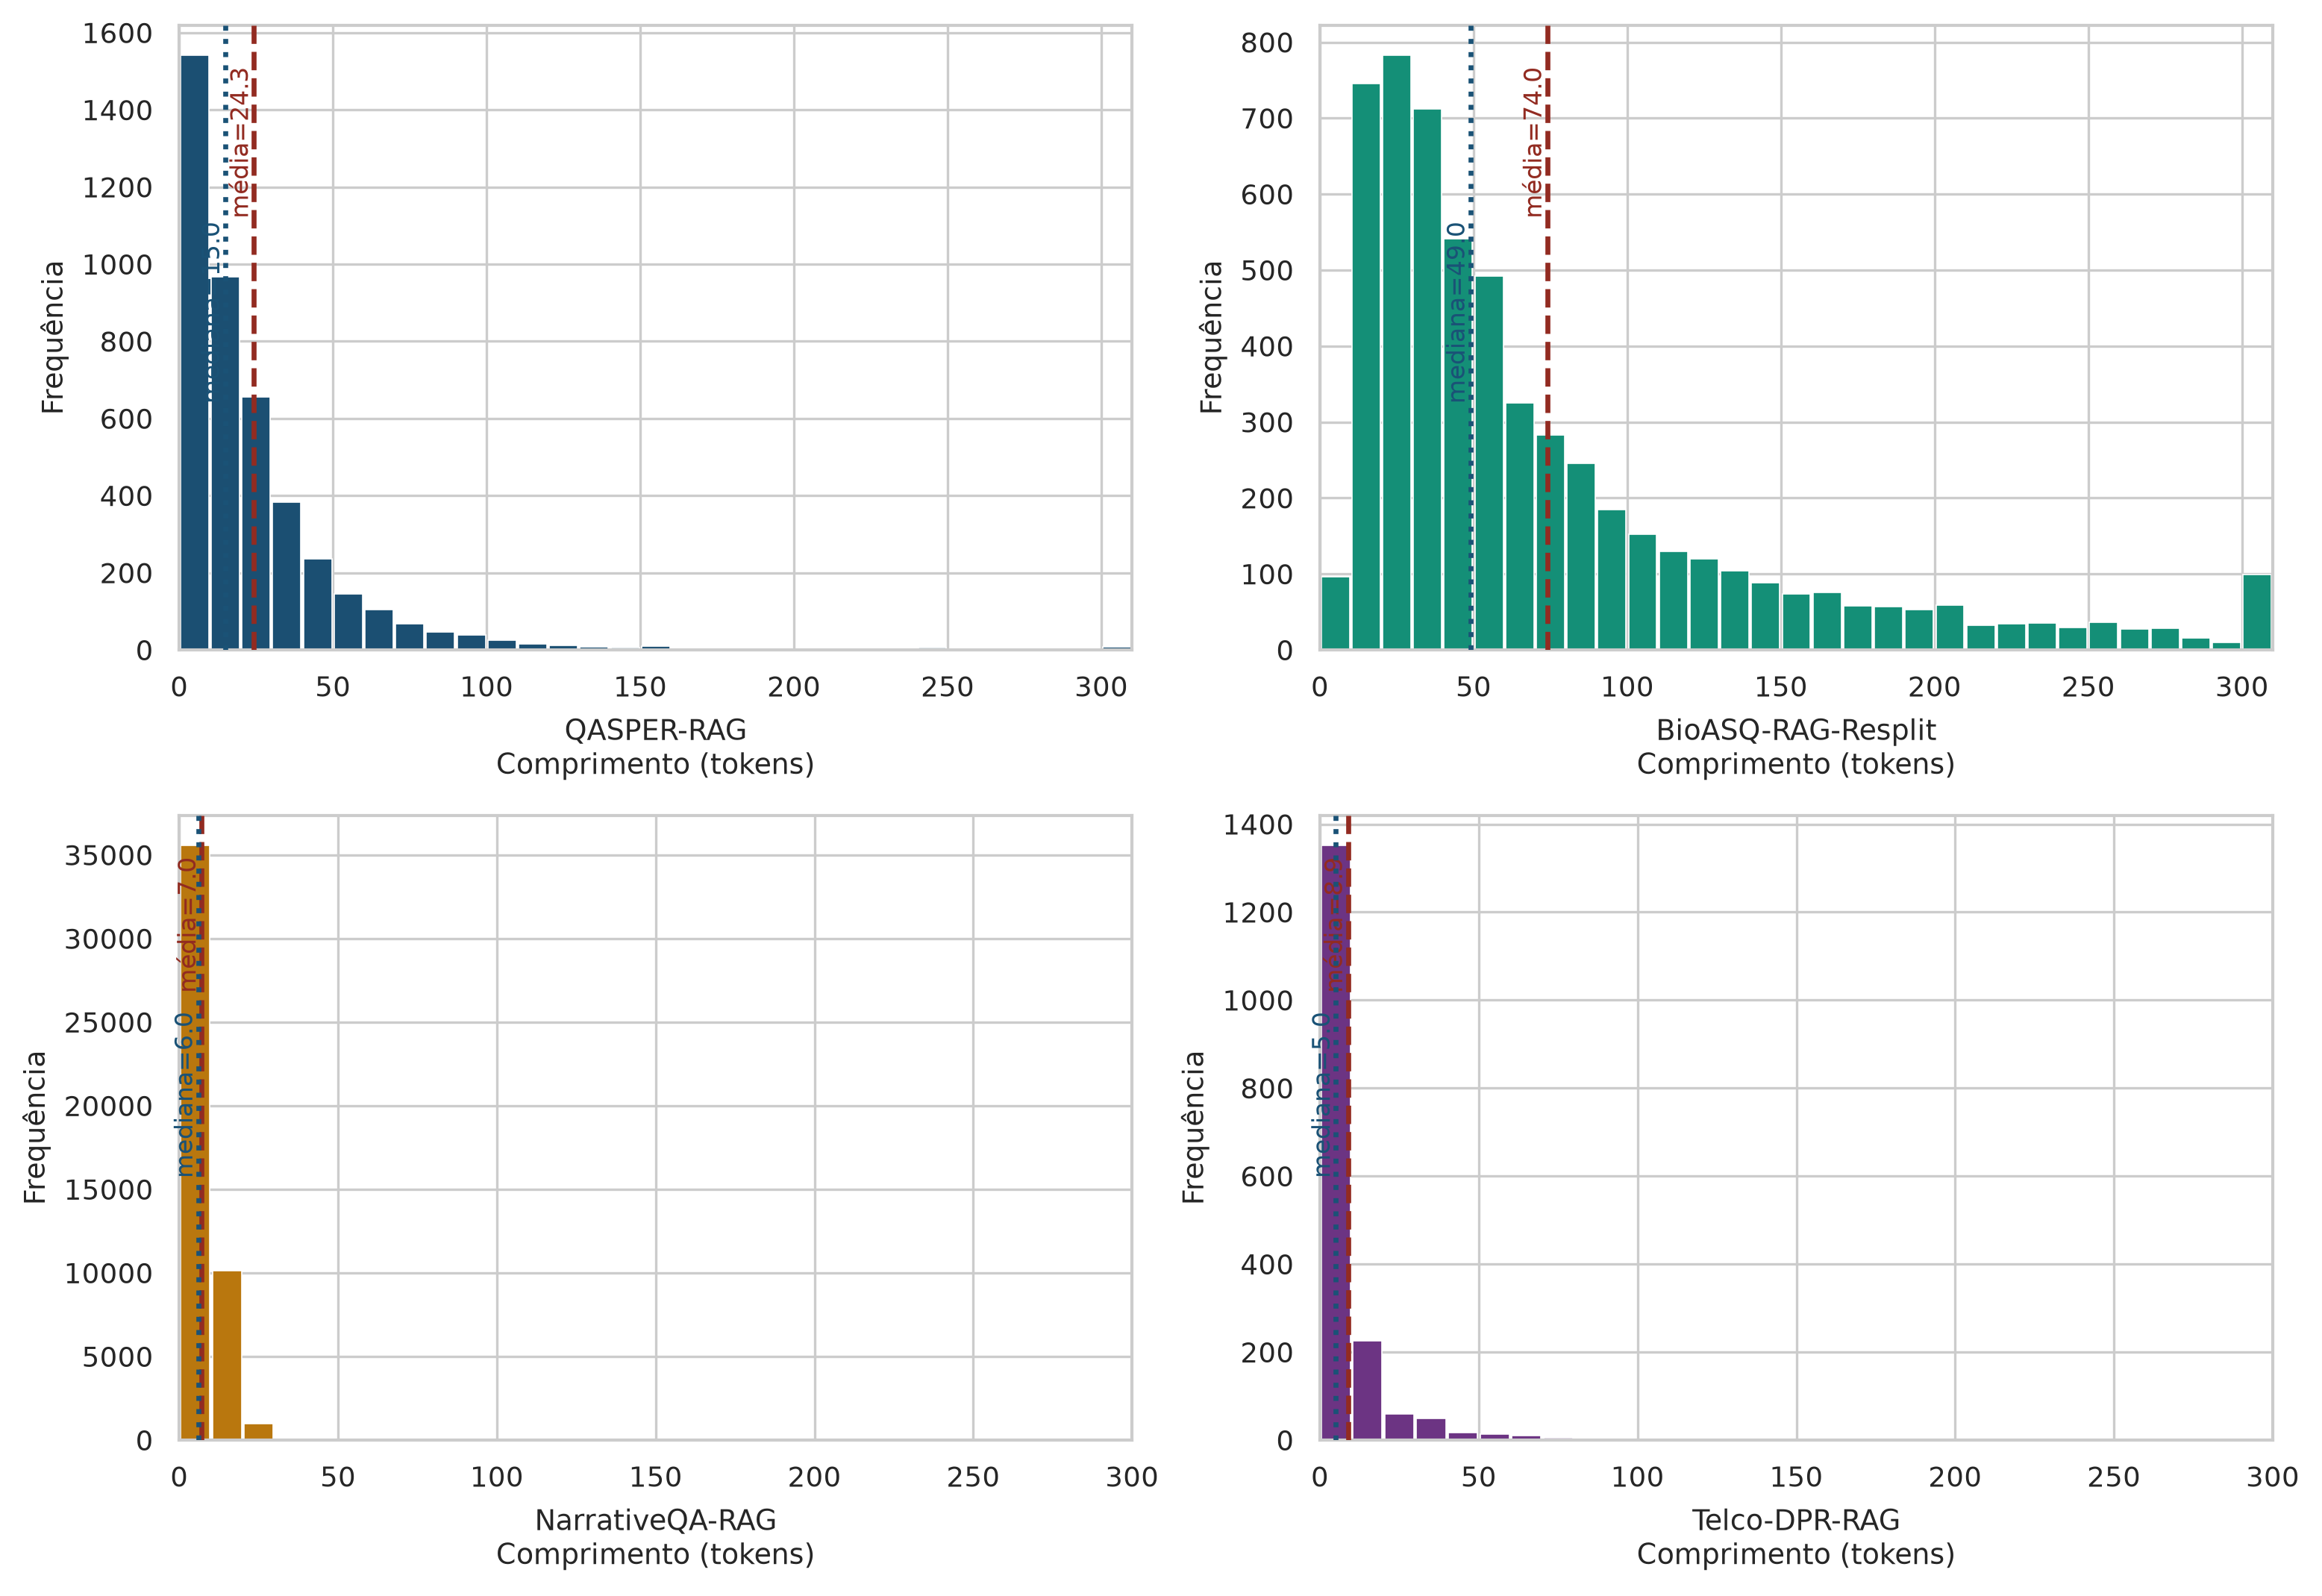 1600
1400
1200
1000
800
600
400
200
0
Frequência
média=24.3
15.0
0 50 100 150 200 250 300
QASPER-RAG
Comprimento (tokens)
800
700
600
500
400
300
200
100
0
Frequência
média=74.0
mediana=49.0
0 50 100 150 200 250 300
BioASQ-RAG-Resplit
Comprimento (tokens)
35000
30000
25000
20000
15000
10000
5000
0
Frequência
média=7.0
mediana=6.0
0 50 100 150 200 250 300
NarrativeQA-RAG
Comprimento (tokens)
1400
1200
1000
800
600
400
200
0
Frequência
média=8.9
mediana=5.0
0 50 100 150 200 250 300
Telco-DPR-RAG
Comprimento (tokens)